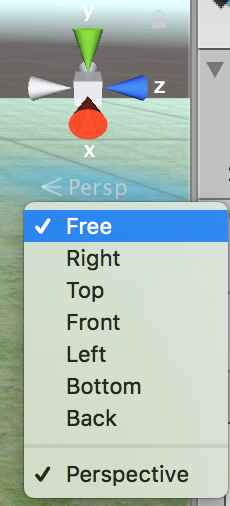 y
z
x
Persp
Free
Right
Top
Front
Left
Bottom
Back
Perspective